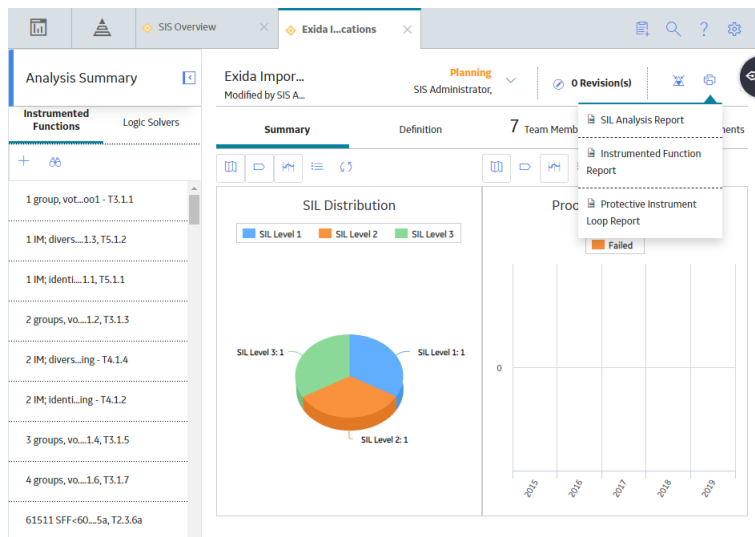 SIS Overview
Exida I...cations
Analysis Summary
Exida Impor...
Modified by SIS A...
Planning
SIS Administrator,
0 Revision(s)
Instrumented
Functions
Logic Solvers
Summary
Definition
7 Team Memb
ments
SIL Analysis Report
Instrumented Function
Report
Protective Instrument
Loop Report
1 group, vot...oo1 - T3.1.1
1 IM; divers....1.3, T5.1.2
1 IM; identi....1.1, T5.1.1
2 groups, vo....1.2, T3.1.3
2 IM; divers...ing - T4.1.4
2 IM; identi...ing - T4.1.2
3 groups, vo....1.4, T3.1.5
4 groups, vo....1.6, T3.1.7
61511 SFF<60....5a, T2.3.6a
SIL Distribution
SIL Level 1
SIL Level 2
SIL Level 3
SIL Level 3: 1
SIL Level 1: 1
SIL Level 2: 1
Proo
Failed
0
2015
2016
2017
2018
2019